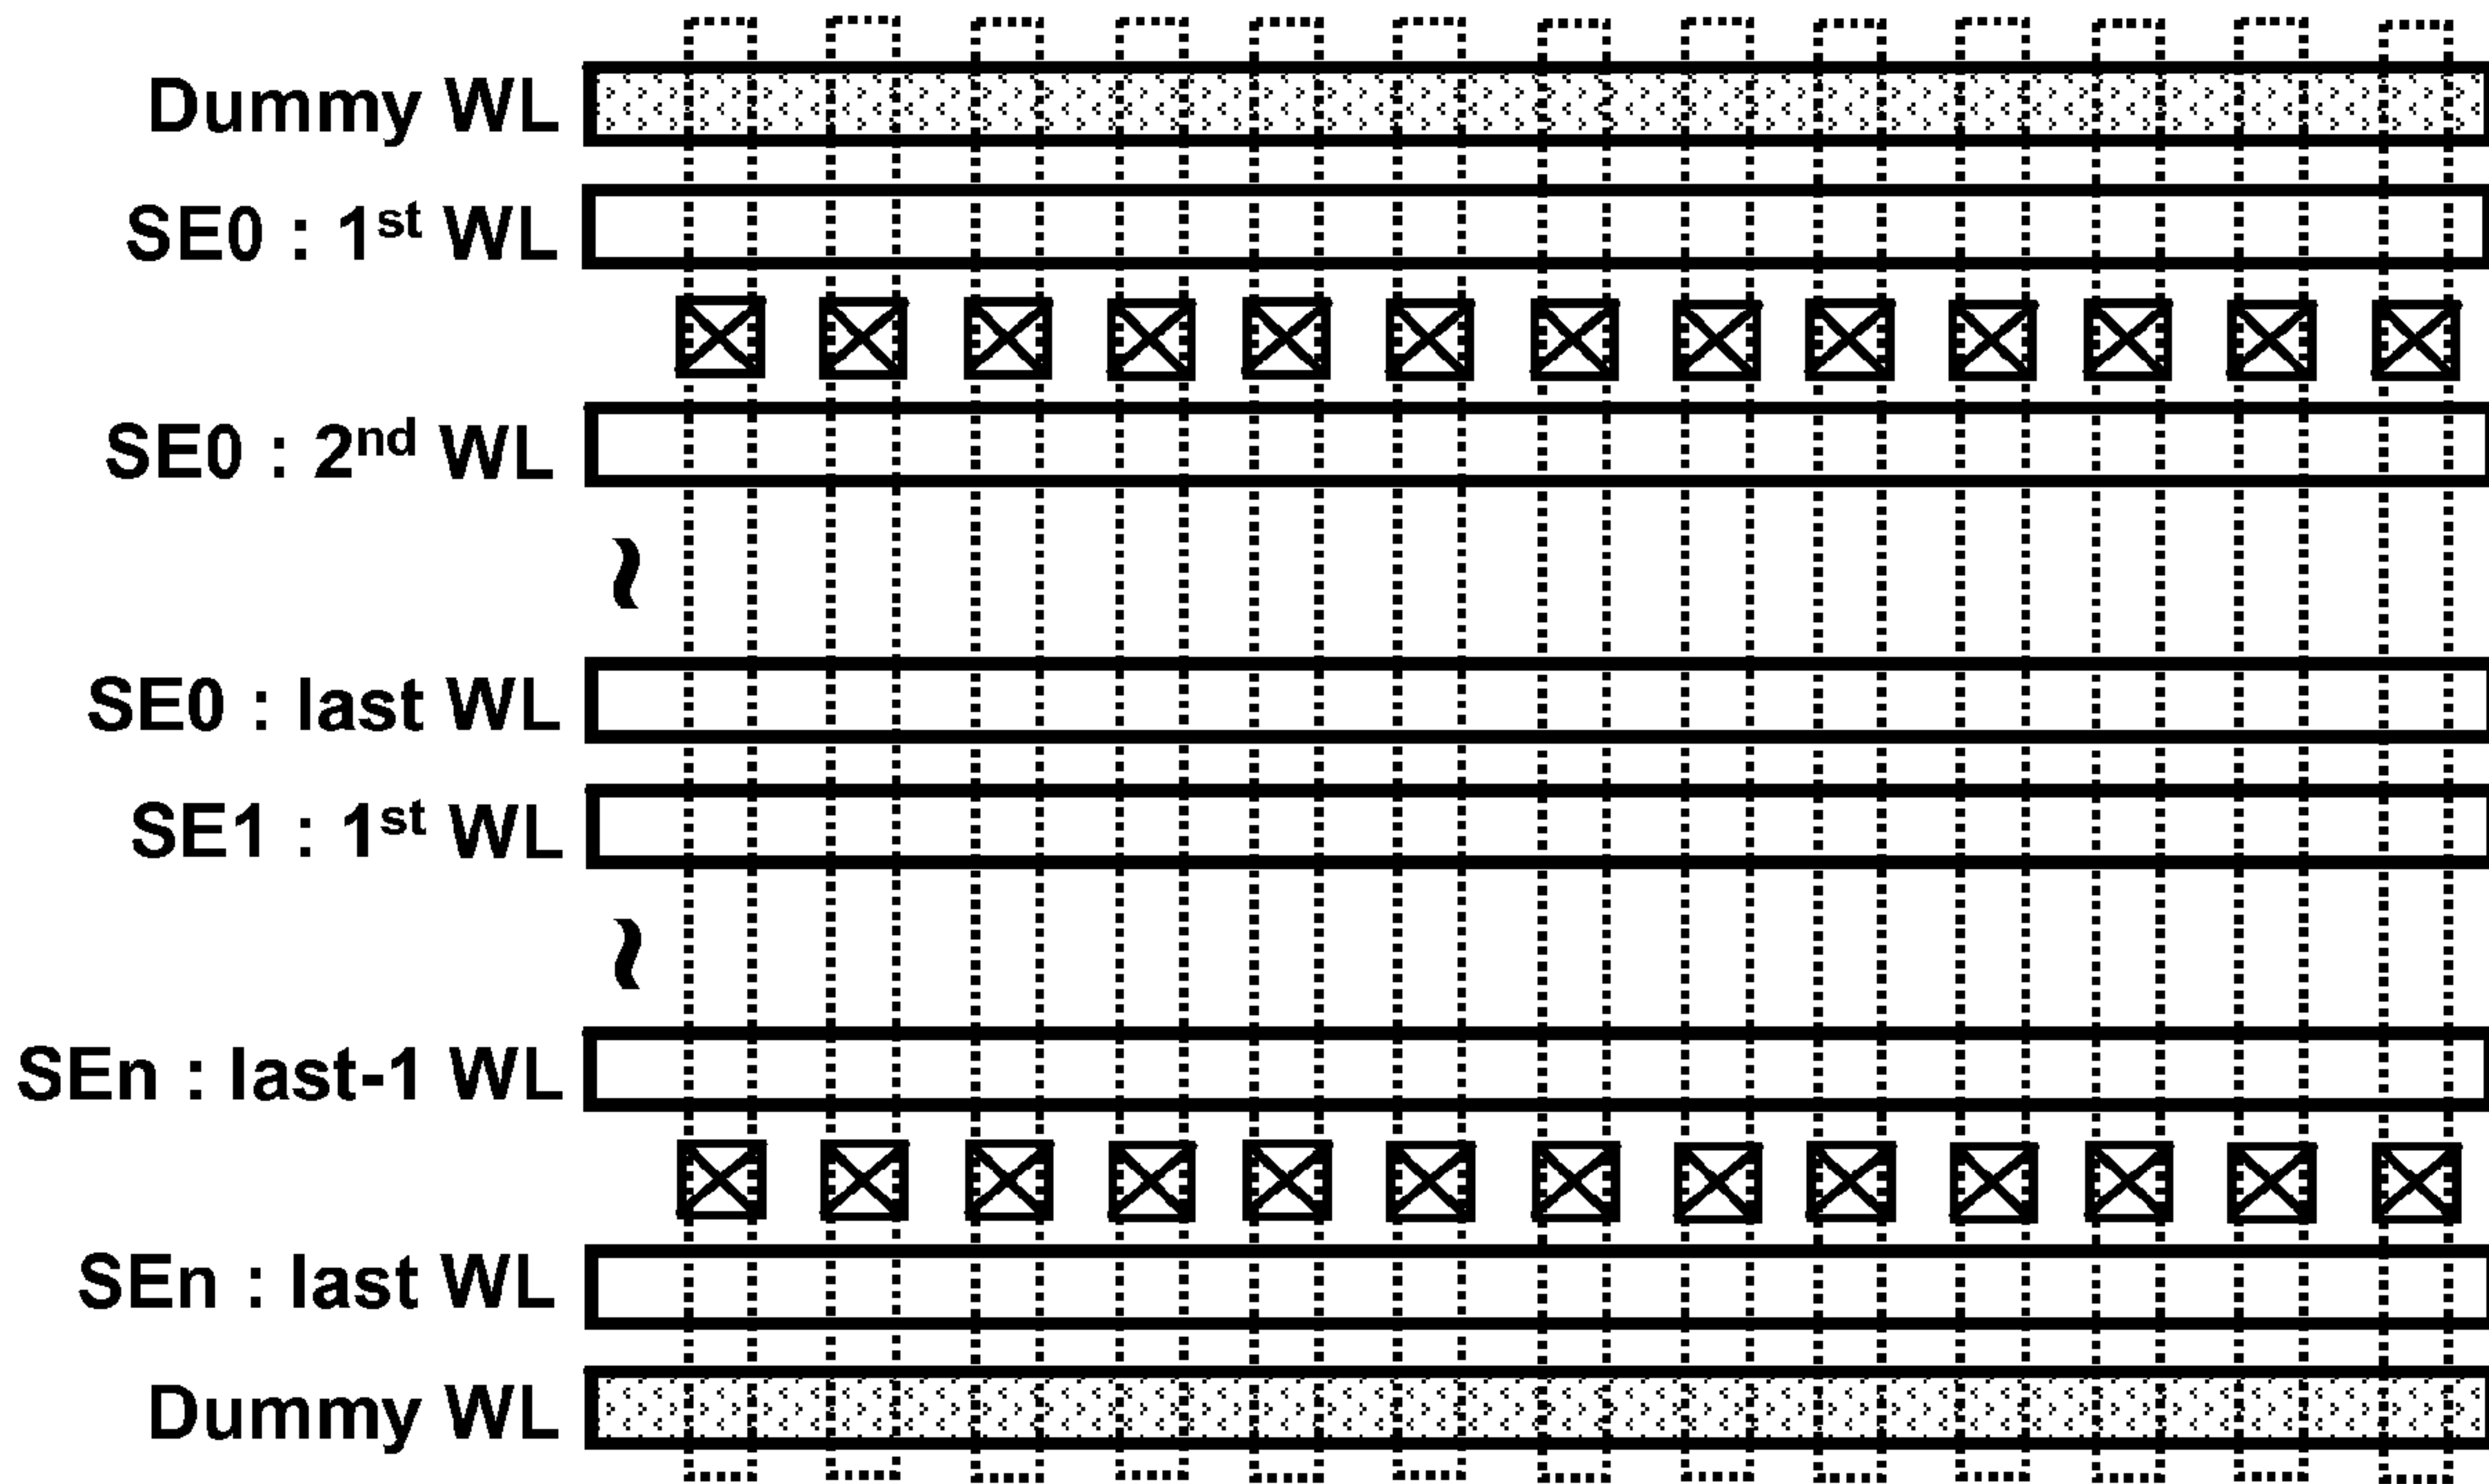 Dummy WL
SE0 : 1st WL
SE0 : 2nd WL
~
SE0 : last WL
SE1 : 1st WL
~
SEn : last-1 WL
SEn : last WL
Dummy WL